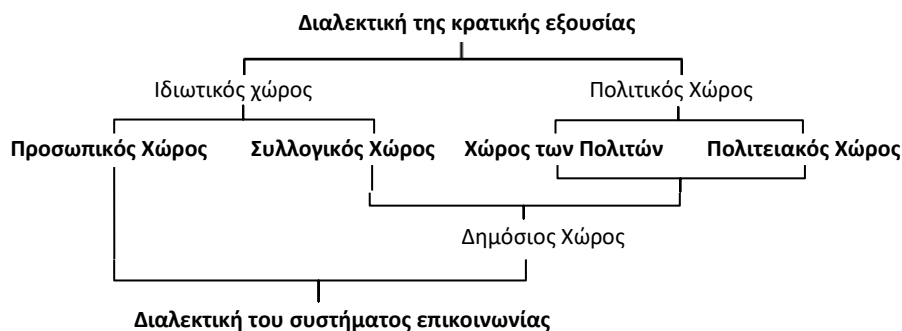 Διαλεκτική της κρατικής εξουσίας
Ιδιωτικός χώρος Πολιτικός Χώρος
Προσωπικός Χώρος Συλλογικός Χώρος Χώρος των Πολιτών Πολιτειακός Χώρος
Δημόσιος Χώρος
Διαλεκτική του συστήματος επικοινωνίας